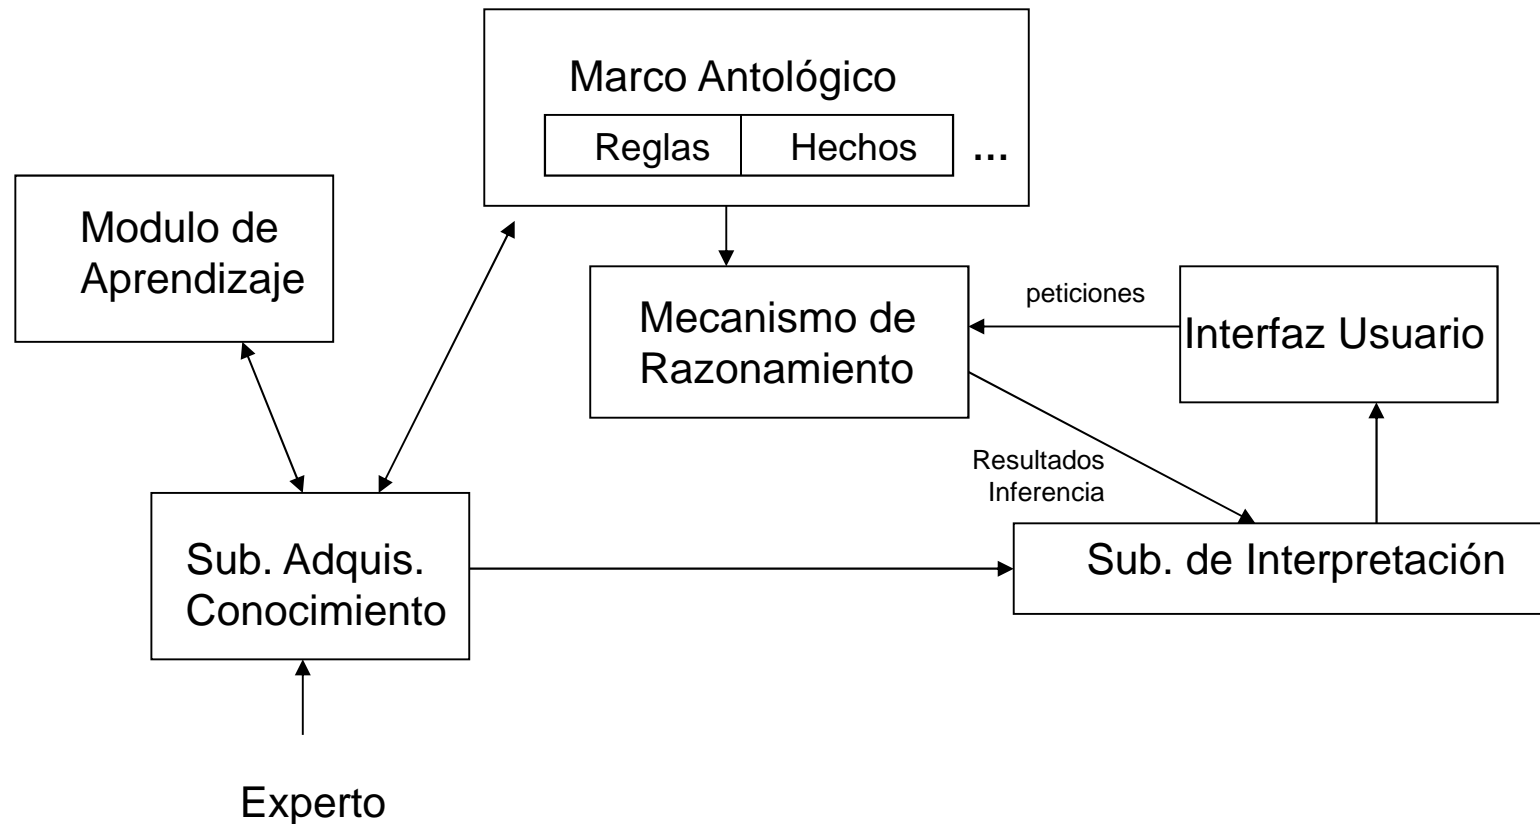 Marco Antológico
Reglas
Hechos
...
Modulo de
Aprendizaje
Mecanismo de
Razonamiento
peticiones
Interfaz Usuario
Resultados
Inferencia
Sub. Adquis.
Conocimiento
Sub. de Interpretación
Experto